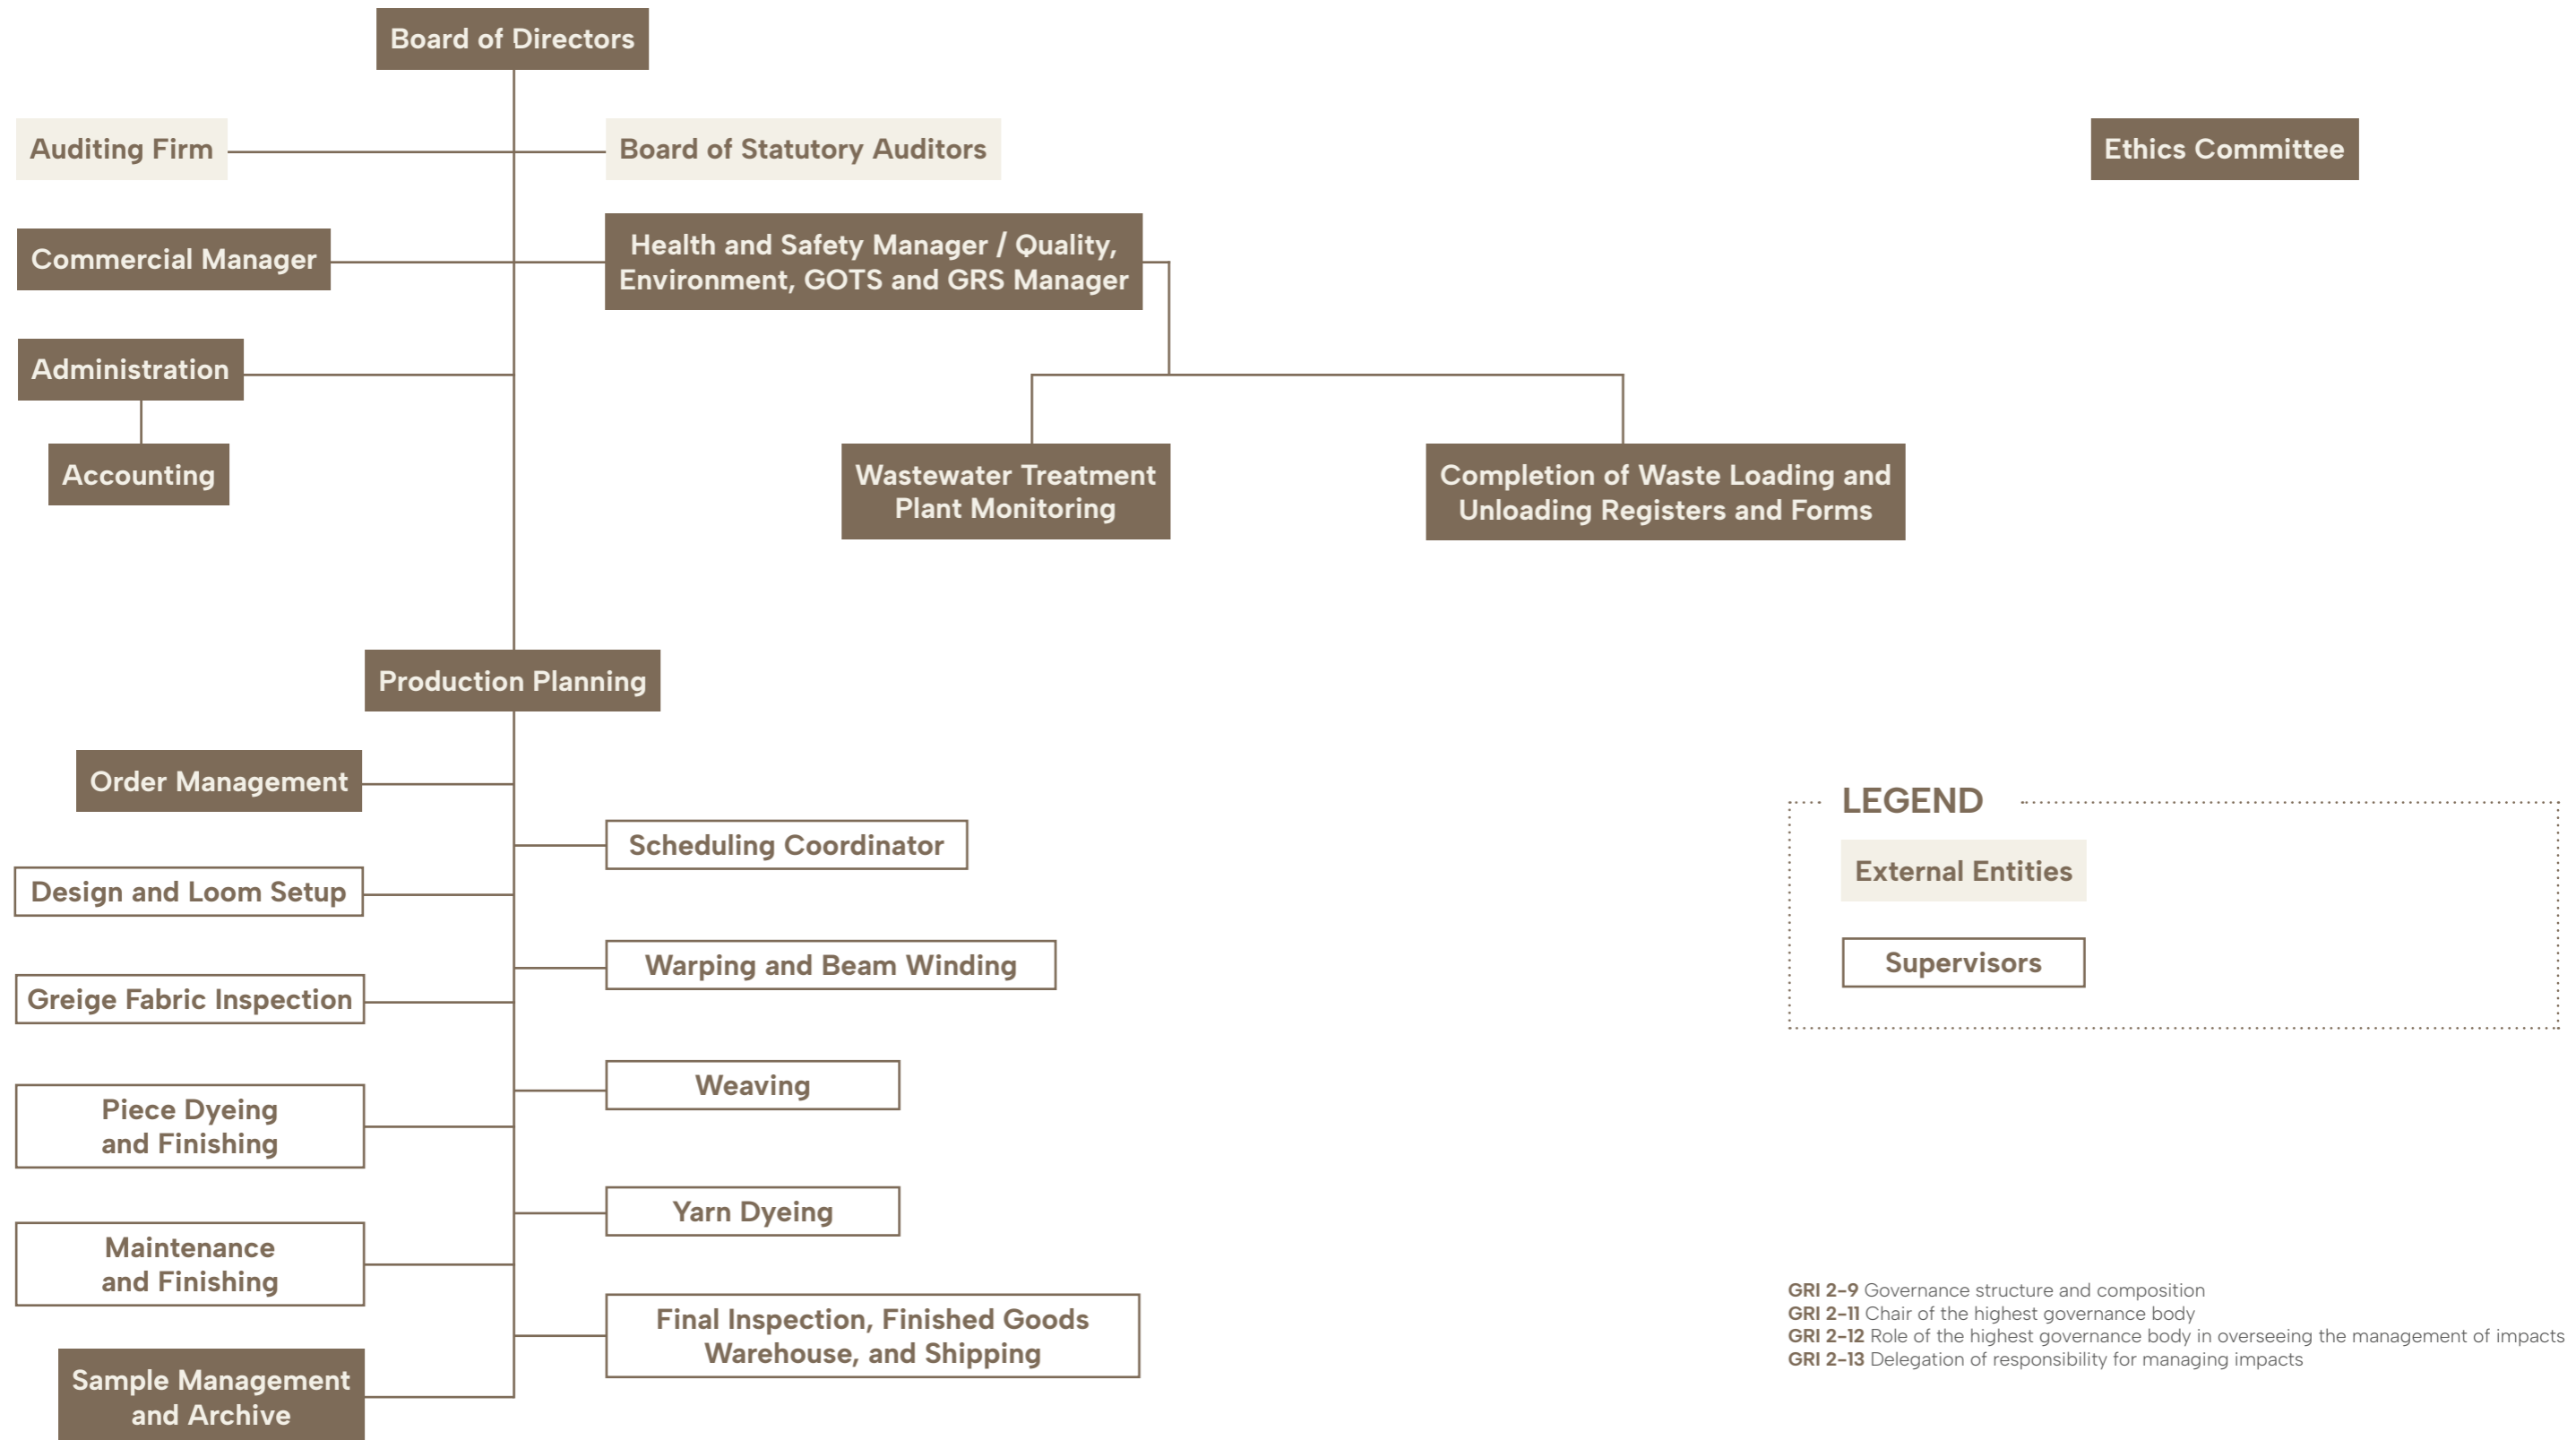 Board of Directors
Auditing Firm
Board of Statutory Auditors
Ethics Committee
Commercial Manager
Health and Safety Manager / Quality,
Environment, GOTS and GRS Manager
Administration
Accounting
Wastewater Treatment
Plant Monitoring
Completion of Waste Loading and
Unloading Registers and Forms
Production Planning
Order Management
Scheduling Coordinator
Design and Loom Setup
Warping and Beam Winding
Greige Fabric Inspection
Weaving
Piece Dyeing
and Finishing
Yarn Dyeing
Maintenance
and Finishing
Final Inspection, Finished Goods
Warehouse, and Shipping
Sample Management
and Archive
LEGEND
External Entities
Supervisors
GRI 2-9 Governance structure and composition
GRI 2-11 Chair of the highest governance body
GRI 2-12 Role of the highest governance body in overseeing the management of impacts
GRI 2-13 Delegation of responsibility for managing impacts